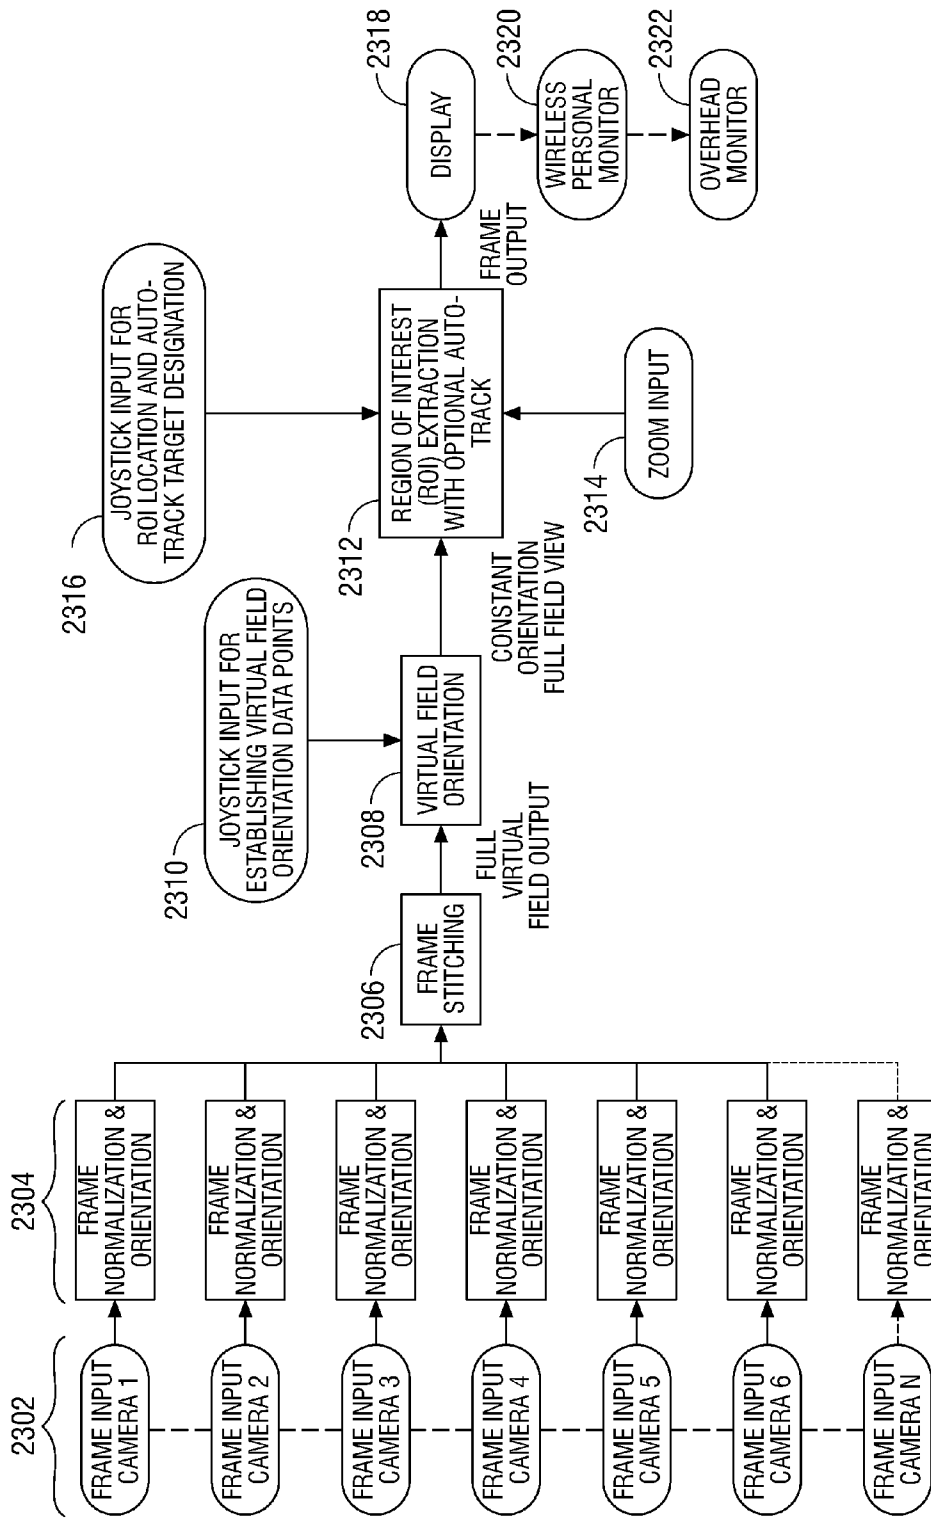 2302
2304
FRAME INPUT
CAMERA 1
FRAME
NORMALIZATION &
ORIENTATION
FRAME INPUT
CAMERA 2
FRAME
NORMALIZATION &
ORIENTATION
FRAME INPUT
CAMERA 3
FRAME
NORMALIZATION &
ORIENTATION
FRAME INPUT
CAMERA 4
FRAME
NORMALIZATION &
ORIENTATION
FRAME INPUT
CAMERA 5
FRAME
NORMALIZATION &
ORIENTATION
FRAME INPUT
CAMERA 6
FRAME
NORMALIZATION &
ORIENTATION
FRAME INPUT
CAMERA N
FRAME
NORMALIZATION &
ORIENTATION
2306
FRAME
STITCHING
FULL
VIRTUAL
FIELD OUTPUT
2310
JOYSTICK INPUT FOR
ESTABLISHING VIRTUAL FIELD
ORIENTATION DATA POINTS
2308
VIRTUAL FIELD
ORIENTATION
CONSTANT
ORIENTATION
FULL FIELD VIEW
2316
JOYSTICK INPUT FOR
ROI LOCATION AND AUTO-
TRACK TARGET DESIGNATION
2312
REGION OF INTEREST
(ROI) EXTRACTION
WITH OPTIONAL AUTO-
TRACK
2314
ZOOM INPUT
FRAME
OUTPUT
2318
DISPLAY
2320
WIRELESS
PERSONAL
MONITOR
2322
OVERHEAD
MONITOR